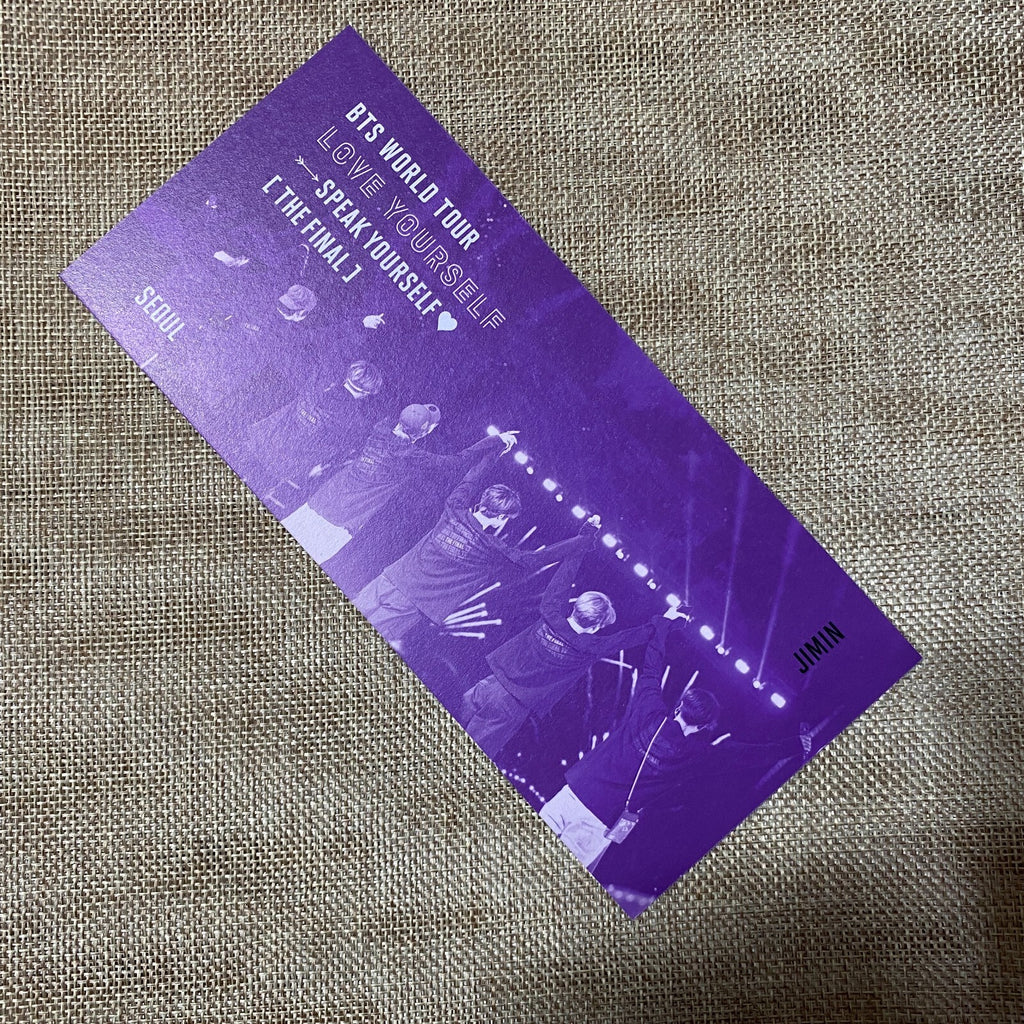 BTS WORLD TOUR
LOVE YOURSELF
SPEAK YOURSELF
[THE FINAL]
SEOUL
JIMIN